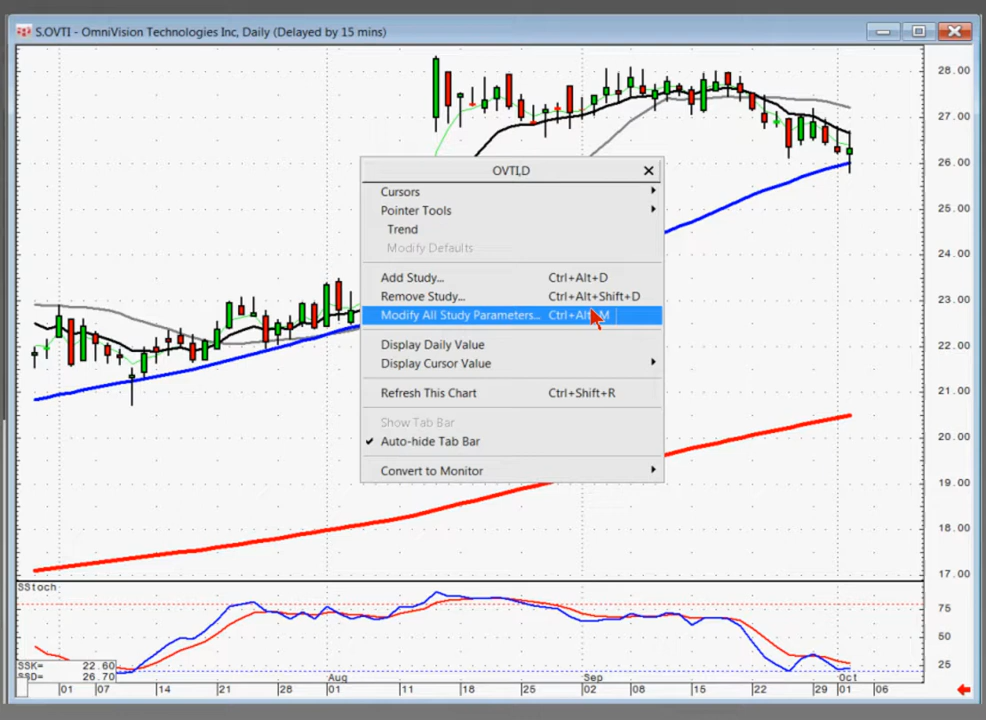 S.OVTI - OmniVision Technologies Inc, Daily (Delayed by 15 mins)
28.00
27.00
26.00
25.00
24.00
23.00
22.00
21.00
20.00
19.00
18.00
17.00
OVTI,D
Cursors
Pointer Tools
Trend
Modify Defaults
Add Study... Ctrl+Alt+D
Remove Study... Ctrl+Alt+Shift+D
Modify All Study Parameters... Ctrl+Alt+M
Display Daily Value
Display Cursor Value
Refresh This Chart Ctrl+Shift+R
Show Tab Bar
Auto-hide Tab Bar
Convert to Monitor
SStoch
75
50
25
SSK= 22.60
SSD= 26.70
Aug Sep Oct
01 07 14 21 28 01 11 18 25 02 08 15 22 29 01 06